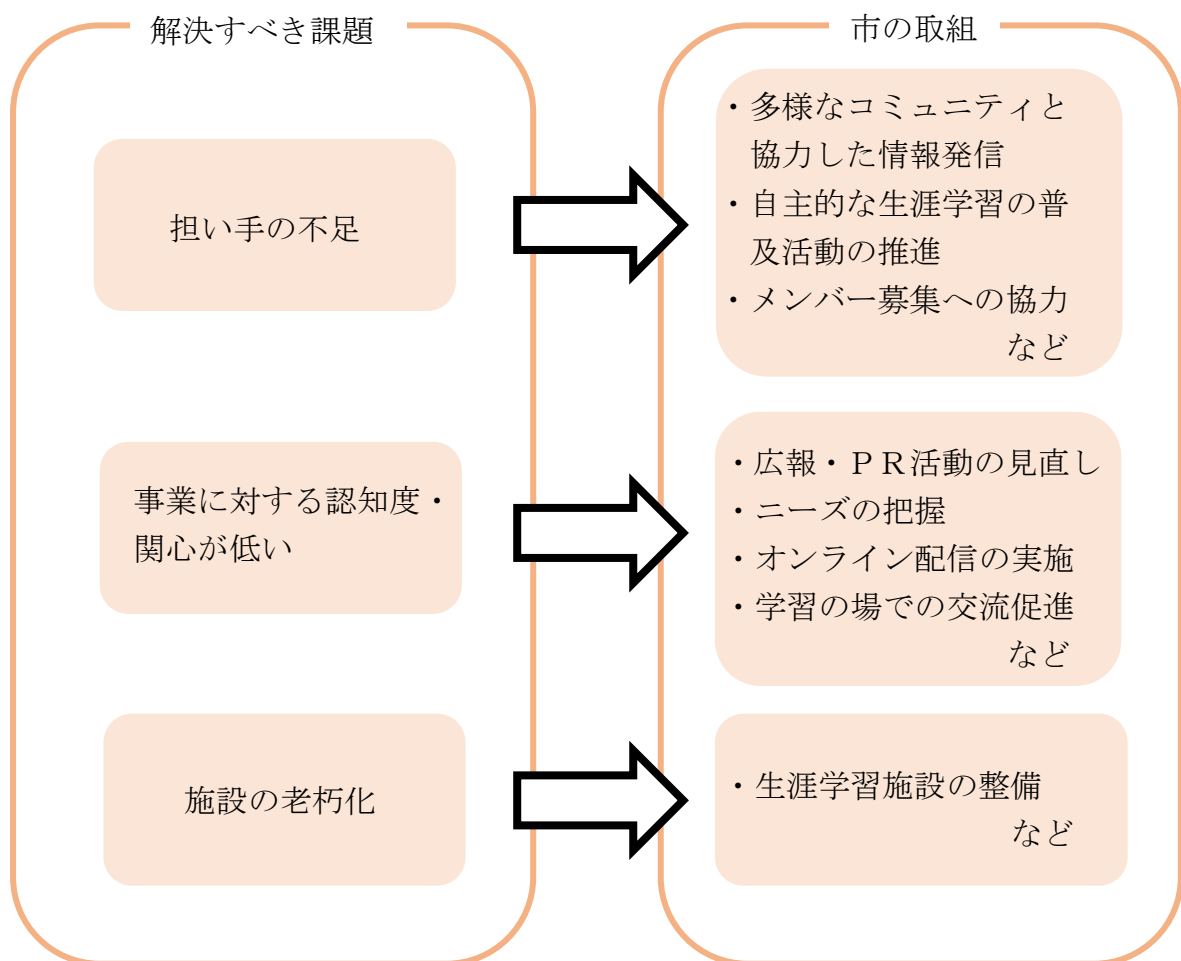 解決すべき課題
市の取組
担い手の不足
・多様なコミュニティと
協力した情報発信
・自主的な生涯学習の普
及活動の推進
・メンバー募集への協力
など
事業に対する認知度・
関心が低い
・広報・ＰＲ活動の見直し
・ニーズの把握
・オンライン配信の実施
・学習の場での交流促進
など
施設の老朽化
・生涯学習施設の整備
など